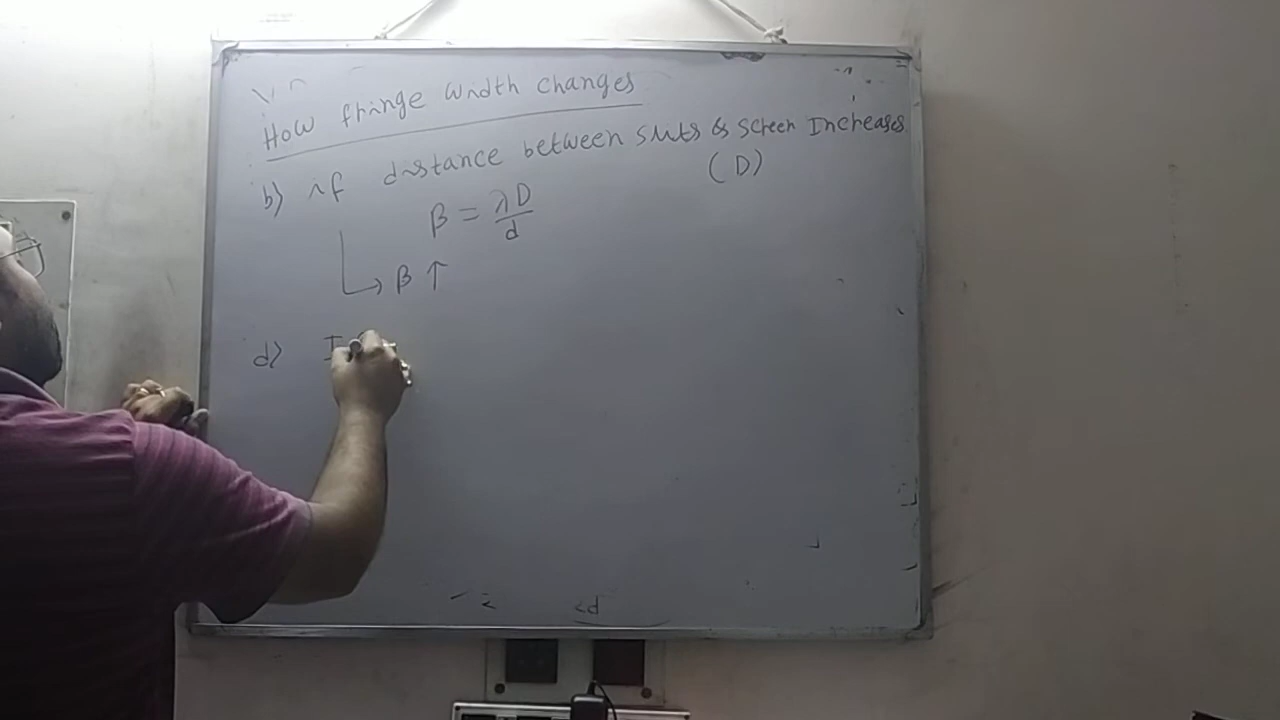 How fringe width changes
b) if distance between slits & screen Increases
(D)
β = λD/d
↳ β ↑
d) I
<d